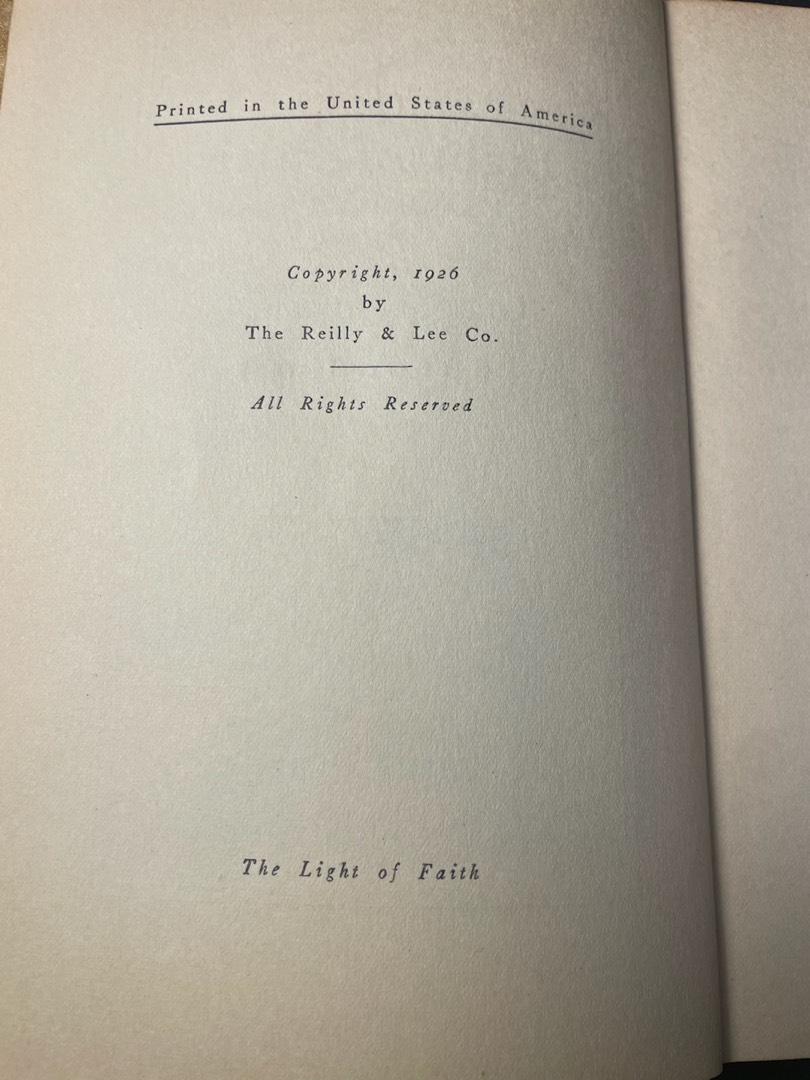 Printed in the United States of America
Copyright, 1926
by
The Reilly & Lee Co.
All Rights Reserved
The Light of Faith